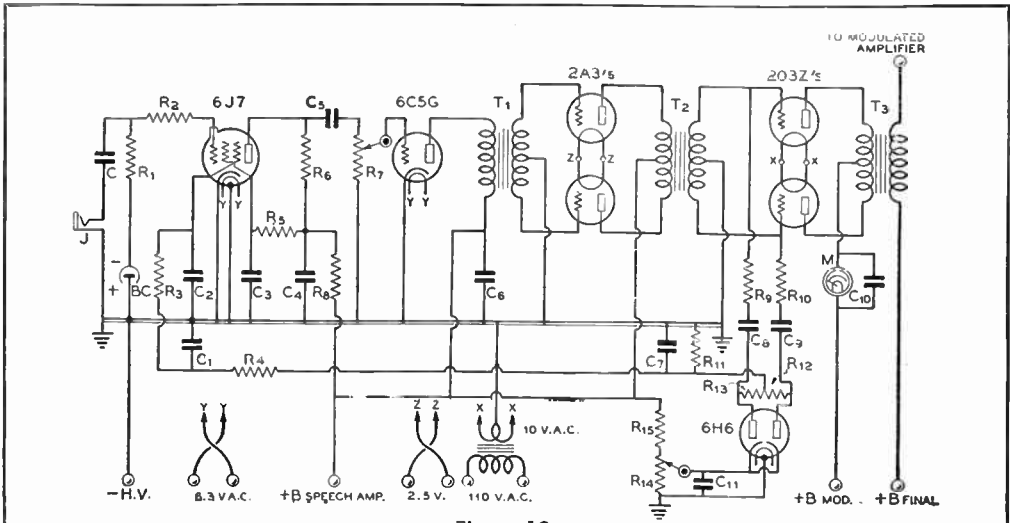 TO MODULATED
AMPLIFIER
2A3's
203Z's
6J7
6C5G
R2
C5
T1
T2
T3
C
R1
R6
R7
Y Y
Y Y
Z Z
X X
J
R5
- 
+
BC
R3
C2
C3
C4
R8
C6
R9
R10
M
C10
C1
R4
C7
R11
C8
C9
R12
R13
Y Y
Z Z
X X
10 V.A.C.
R15
6H6
R14
C11
-H.V.
6.3 V.A.C.
+B SPEECH AMP.
2.5 V.
110 V.A.C.
+B MOD.
+B FINAL